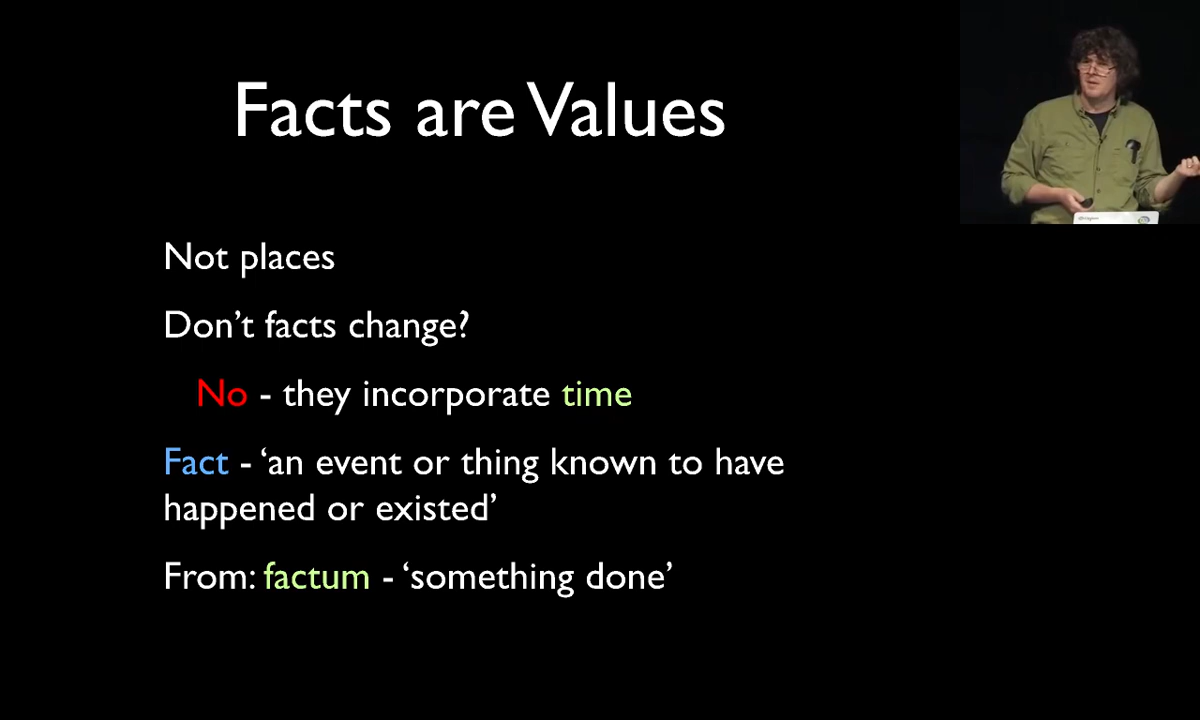 Facts are Values
Not places
Don't facts change?
No - they incorporate time
Fact - ‘an event or thing known to have
happened or existed’
From: factum - ‘something done’